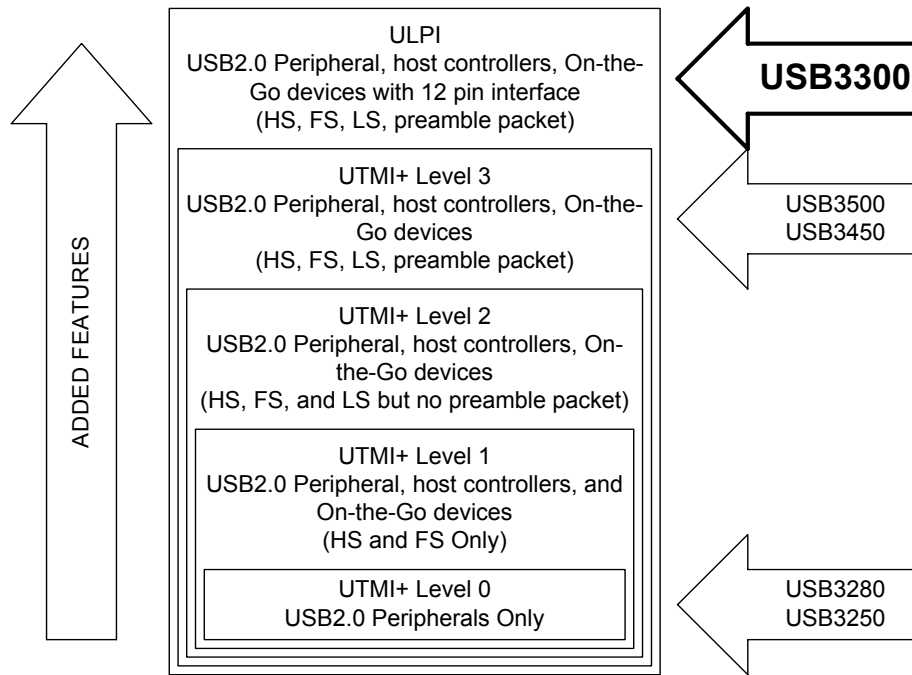 ULPI
USB2.0 Peripheral, host controllers, On-the-
Go devices with 12 pin interface
(HS, FS, LS, preamble packet)
USB3300
UTMI+ Level 3
USB2.0 Peripheral, host controllers, On-the-
Go devices
(HS, FS, LS, preamble packet)
USB3500
USB3450
ADDED FEATURES
UTMI+ Level 2
USB2.0 Peripheral, host controllers, On-
the-Go devices
(HS, FS, and LS but no preamble packet)
UTMI+ Level 1
USB2.0 Peripheral, host controllers, and
On-the-Go devices
(HS and FS Only)
UTMI+ Level 0
USB2.0 Peripherals Only
USB3280
USB3250